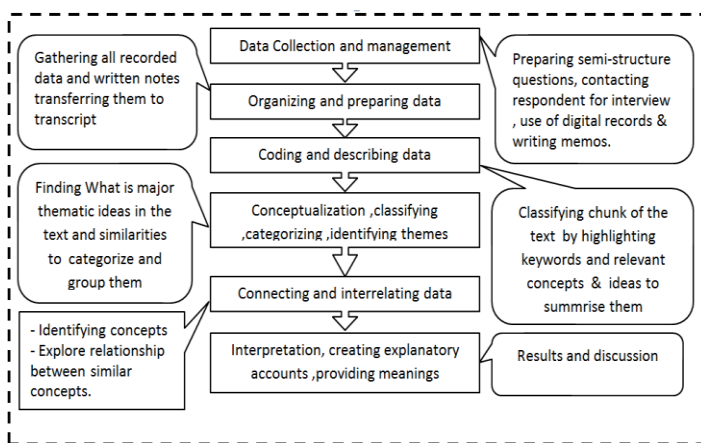 Data Collection and management
Gathering all recorded
data and written notes
transferring them to
transcript
Preparing semi-structure
questions, contacting
respondent for interview
, use of digital records &
writing memos.
Organizing and preparing data
Coding and describing data
Finding What is major
thematic ideas in the
text and similarities
to categorize and
group them
Conceptualization ,classifying
,categorizing ,identifying themes
Classifying chunk of the
text by highlighting
keywords and relevant
concepts & ideas to
summrise them
Connecting and interrelating data
- Identifying concepts
- Explore relationship
between similar
concepts.
Interpretation, creating explanatory
accounts ,providing meanings
Results and discussion